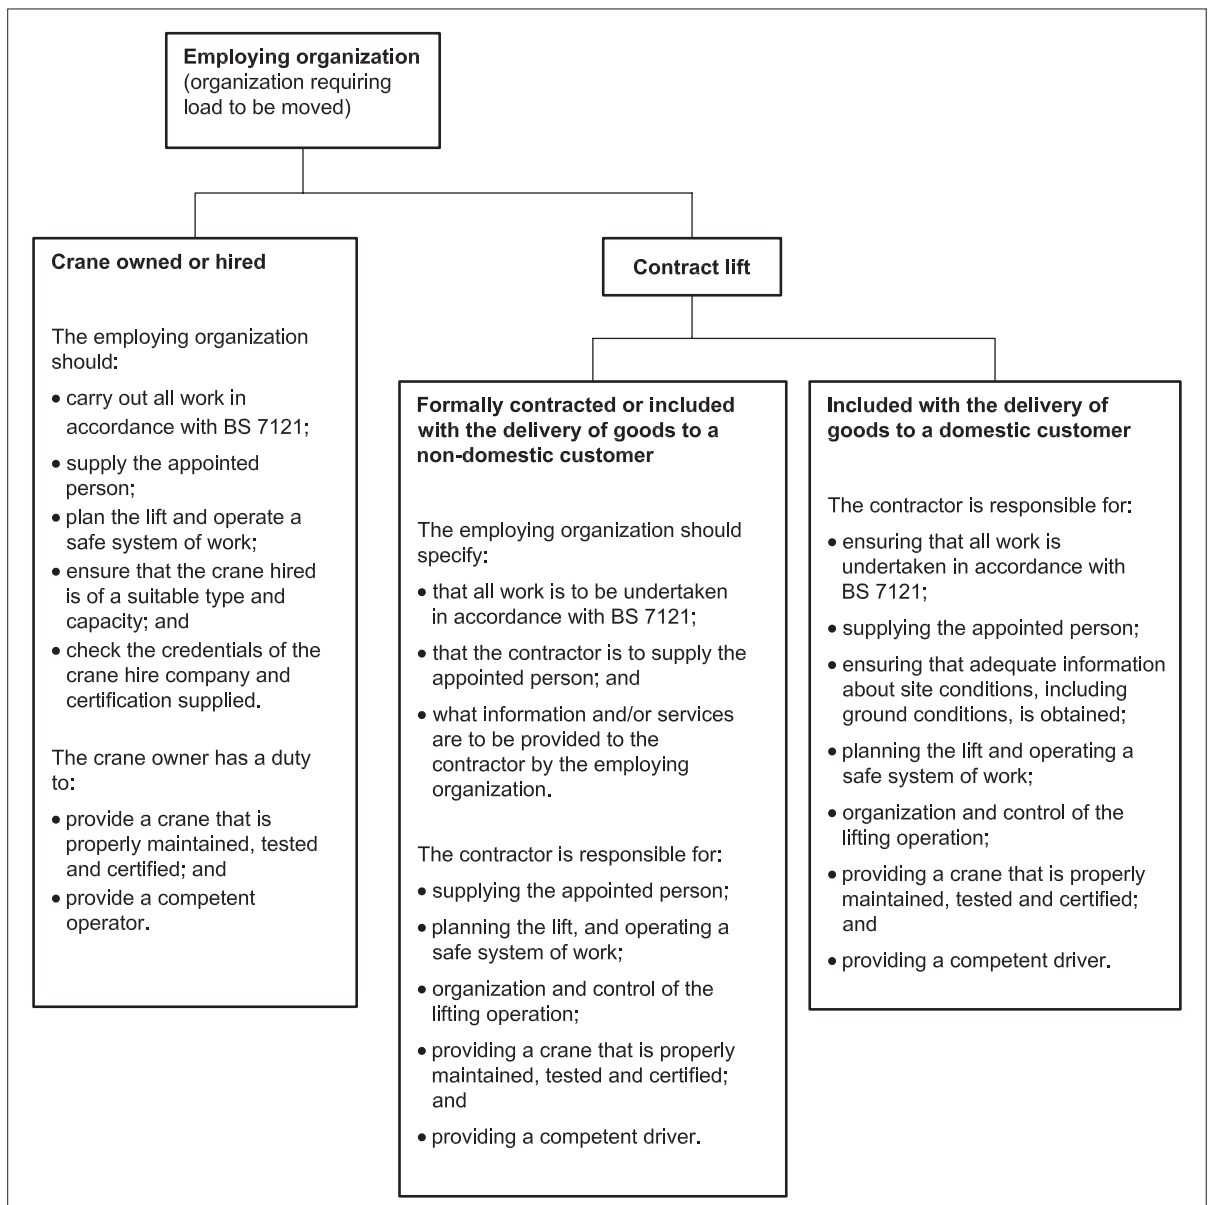 Employing organization
(organization requiring
load to be moved)
Crane owned or hired
The employing organization
should:
• carry out all work in
accordance with BS 7121;
• supply the appointed
person;
• plan the lift and operate a
safe system of work;
• ensure that the crane hired
is of a suitable type and
capacity; and
• check the credentials of the
crane hire company and
certification supplied.
The crane owner has a duty
to:
• provide a crane that is
properly maintained, tested
and certified; and
• provide a competent
operator.
Contract lift
Formally contracted or included
with the delivery of goods to a
non-domestic customer
The employing organization should
specify:
• that all work is to be undertaken
in accordance with BS 7121;
• that the contractor is to supply the
appointed person; and
• what information and/or services
are to be provided to the
contractor by the employing
organization.
The contractor is responsible for:
• supplying the appointed person;
• planning the lift, and operating a
safe system of work;
• organization and control of the
lifting operation;
• providing a crane that is properly
maintained, tested and certified;
and
• providing a competent driver.
Included with the delivery of
goods to a domestic customer
The contractor is responsible for:
• ensuring that all work is
undertaken in accordance with
BS 7121;
• supplying the appointed person;
• ensuring that adequate information
about site conditions, including
ground conditions, is obtained;
• planning the lift and operating a
safe system of work;
• organization and control of the
lifting operation;
• providing a crane that is properly
maintained, tested and certified;
and
• providing a competent driver.